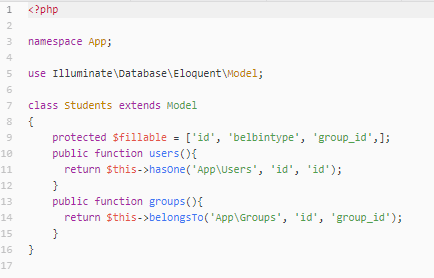 1 <?php
2
3 namespace App;
4
5 use Illuminate\Database\Eloquent\Model;
6
7 class Students extends Model
8 {
9 protected $fillable = ['id', 'belbintype', 'group_id',];
10 public function users(){
11 return $this->hasOne('App\Users', 'id', 'id');
12 }
13 public function groups(){
14 return $this->belongsTo('App\Groups', 'id', 'group_id');
15 }
16 }
17